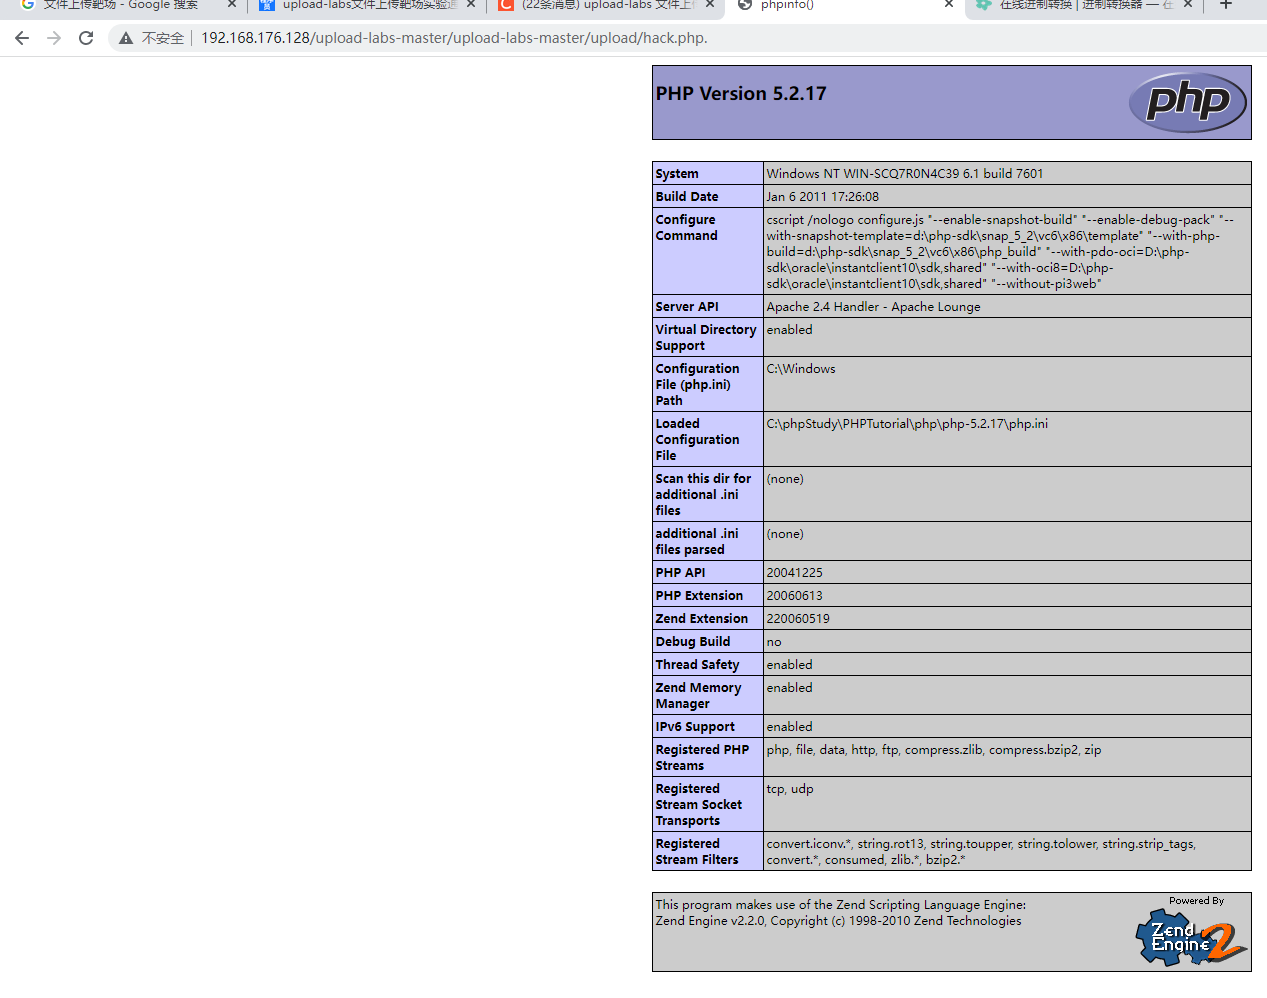 文件上传靶场 - Google 搜索
upload-labs文件上传靶场实验通
(22条消息) upload-labs 文件上
phpinfo()
在线进制转换 | 进制转换器 — 在
不安全
192.168.176.128/upload-labs-master/upload-labs-master/upload/hack.php.
PHP Version 5.2.17
php
System
Windows NT WIN-SCQ7R0N4C39 6.1 build 7601
Build Date
Jan 6 2011 17:26:08
Configure
Command
cscript /nologo configure.js "--enable-snapshot-build" "--enable-debug-pack" "--
with-snapshot-template=d:\php-sdk\snap_5_2\vc6\x86\template" "--with-php-
build=d:\php-sdk\snap_5_2\vc6\x86\php_build" "--with-pdo-oci=D:\php-
sdk\oracle\instantclient10\sdk,shared" "--with-oci8=D:\php-
sdk\oracle\instantclient10\sdk,shared" "--without-pi3web"
Server API
Apache 2.4 Handler - Apache Lounge
Virtual Directory
Support
enabled
Configuration
File (php.ini)
Path
C:\Windows
Loaded
Configuration
File
C:\phpStudy\PHPTutorial\php\php-5.2.17\php.ini
Scan this dir for
additional .ini
files
(none)
additional .ini
files parsed
(none)
PHP API
20041225
PHP Extension
20060613
Zend Extension
220060519
Debug Build
no
Thread Safety
enabled
Zend Memory
Manager
enabled
IPv6 Support
enabled
Registered PHP
Streams
php, file, data, http, ftp, compress.zlib, compress.bzip2, zip
Registered
Stream Socket
Transports
tcp, udp
Registered
Stream Filters
convert.iconv.*, string.rot13, string.toupper, string.tolower, string.strip_tags,
convert.*, consumed, zlib.*, bzip2.*
This program makes use of the Zend Scripting Language Engine:
Zend Engine v2.2.0, Copyright (c) 1998-2010 Zend Technologies
Powered By
Zend
Engine 2